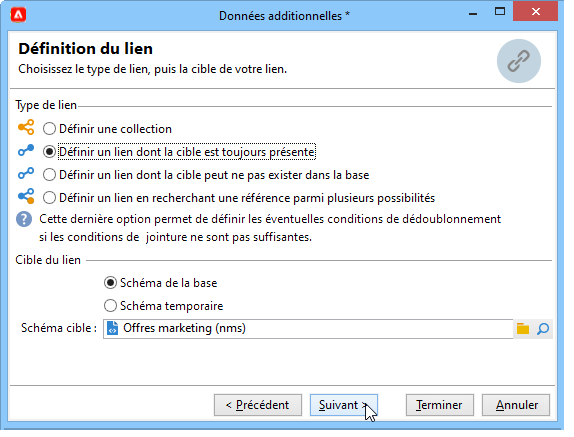 Données additionnelles *
Définition du lien
Choisissez le type de lien, puis la cible de votre lien.
Type de lien
Définir une collection
Définir un lien dont la cible est toujours présente
Définir un lien dont la cible peut ne pas exister dans la base
Définir un lien en recherchant une référence parmi plusieurs possibilités
? Cette dernière option permet de définir les éventuelles conditions de dédoublonnement
si les conditions de jointure ne sont pas suffisantes.
Cible du lien
Schéma de la base
Schéma temporaire
Schéma cible : Offres marketing (nms)
< Précédent Suivant > Terminer Annuler